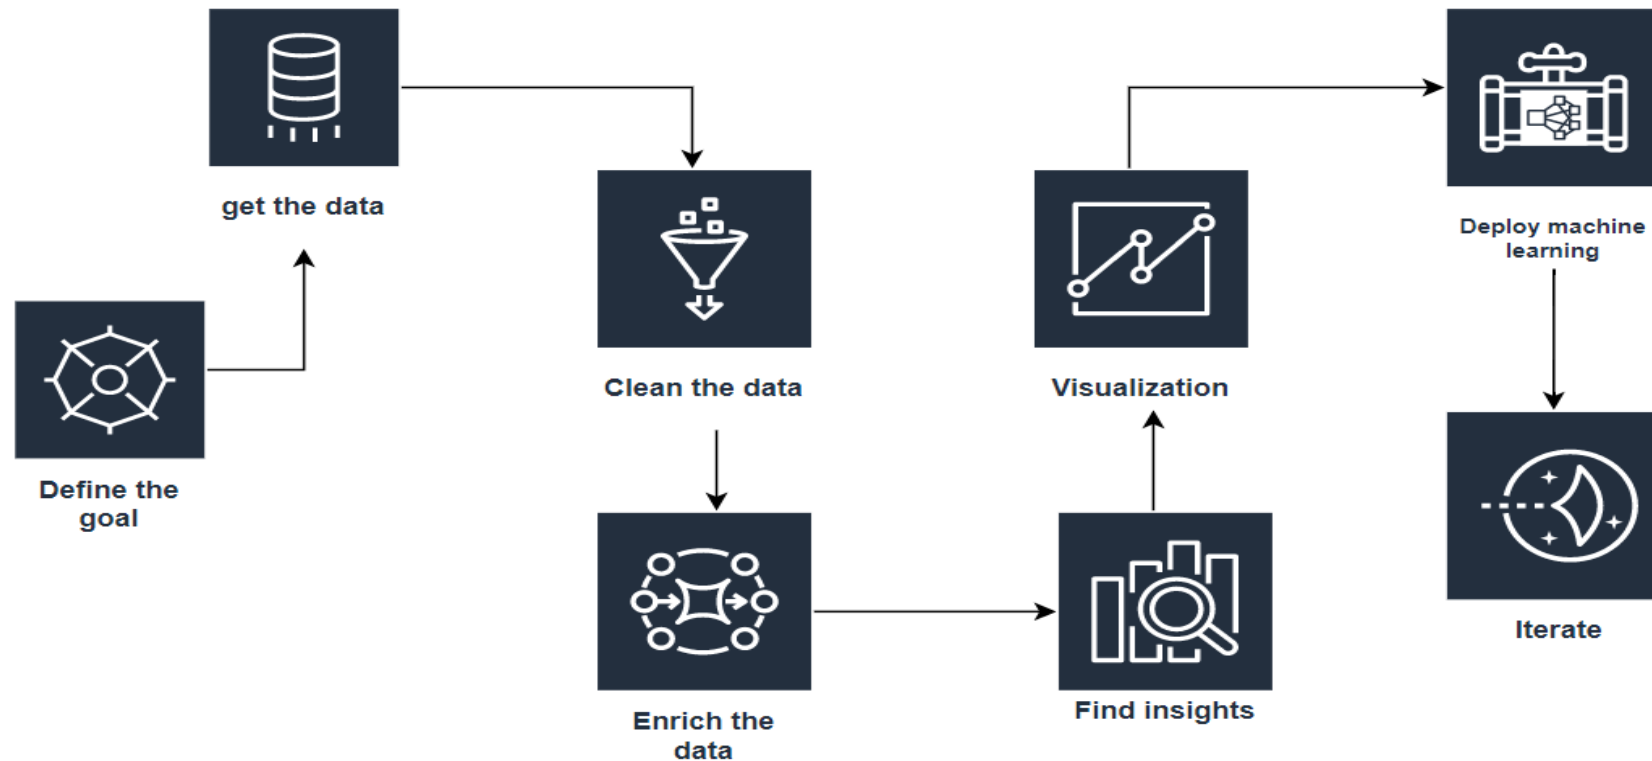 Define the
goal
get the data
Clean the data
Enrich the
data
Find insights
Visualization
Deploy machine
learning
Iterate